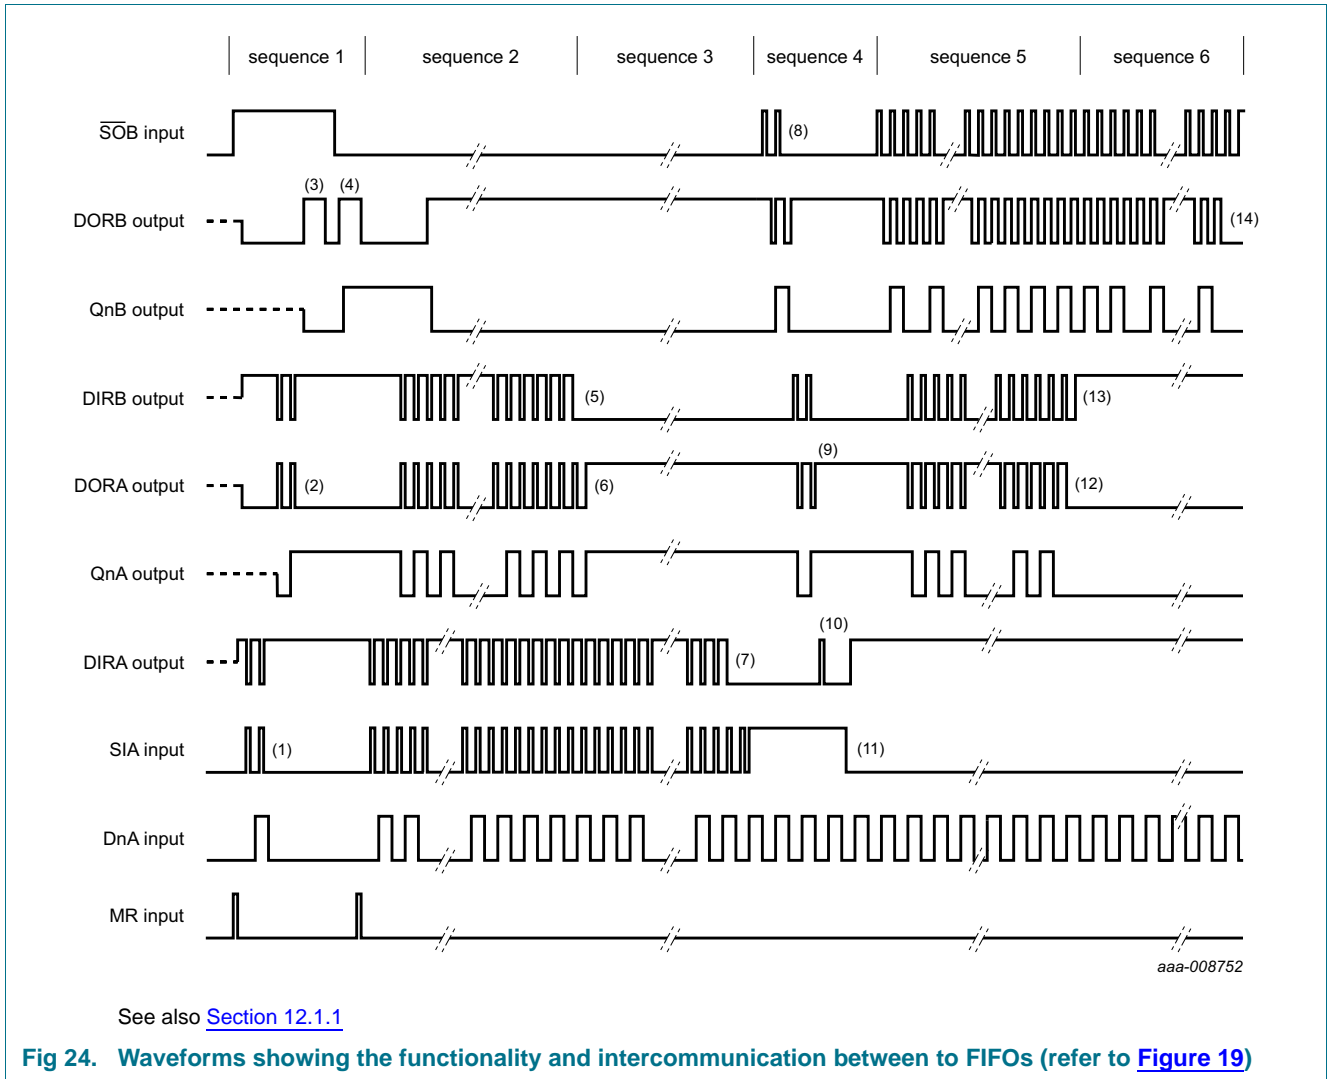 sequence 1 sequence 2 sequence 3 sequence 4 sequence 5 sequence 6
SOB input
(8)
(3) (4)
DORB output
(14)
QnB output
DIRB output
(5)
(13)
(9)
DORA output
(2)
(6)
(12)
QnA output
(10)
DIRA output
(7)
SIA input
(1)
(11)
DnA input
MR input
aaa-008752
See also Section 12.1.1
Fig 24. Waveforms showing the functionality and intercommunication between to FIFOs (refer to Figure 19)